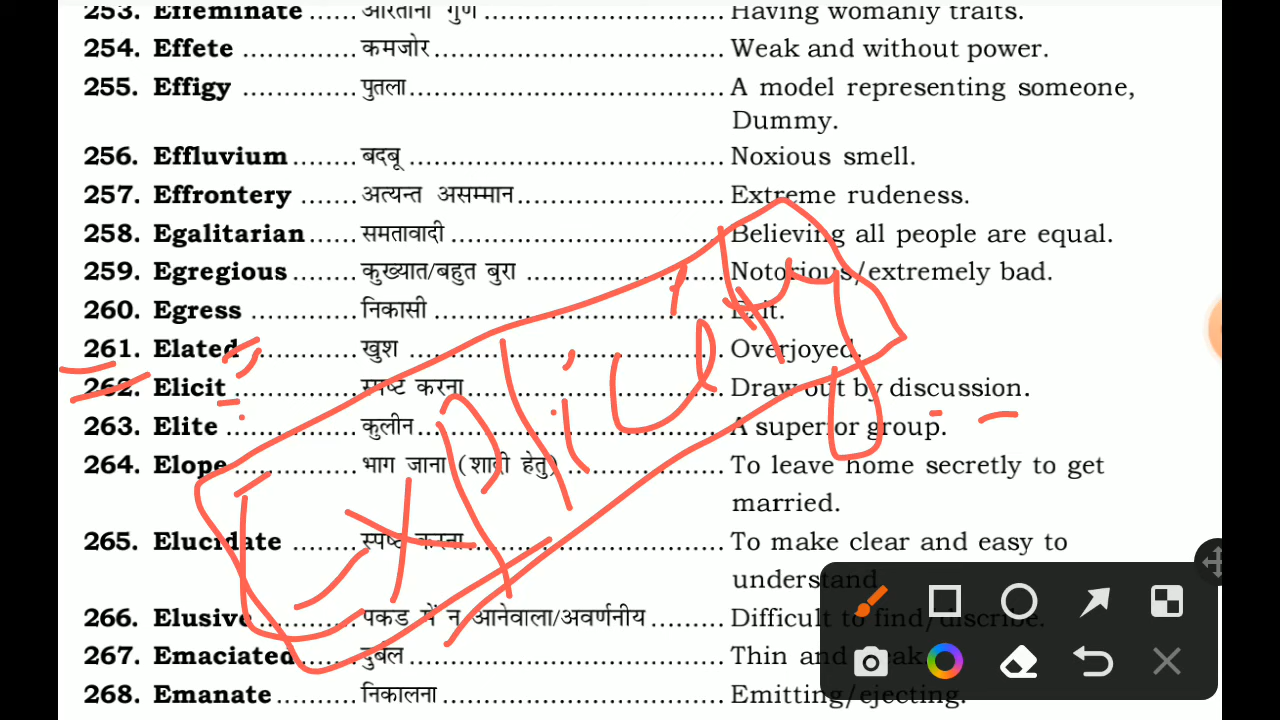 253. Effeminate ...... औरताना गुण ............................ Having womanly traits.
254. Effete ............. कमजोर ................................. Weak and without power.
255. Effigy ............. पुतला .................................... A model representing someone,
Dummy.
256. Effluvium ........ बदबू .................................... Noxious smell.
257. Effrontery ....... अत्यन्त असम्मान ....................... Extreme rudeness.
258. Egalitarian ...... समतावादी .............................. Believing all people are equal.
259. Egregious ........ कुख्यात/बहुत बुरा ...................... Notorious/extremely bad.
260. Egress ............. निकासी ................................. Exit.
261. Elated ............. खुश .................................... Overjoyed.
262. Elicit ............... स्पष्ट करना ............................. Draw out by discussion.
263. Elite ................ कुलीन ................................... A superior group.
264. Elope .............. भाग जाना (शादी हेतु) .................. To leave home secretly to get
married.
265. Elucidate ........ स्पष्ट करना ............................. To make clear and easy to
understand
266. Elusive ............ पकड में न आनेवाला/अवर्णनीय ......... Difficult to find/discribe.
267. Emaciated ....... दुर्बल .................................... Thin and weak.
268. Emanate .......... निकालना ............................... Emitting/ejecting.
Explicit